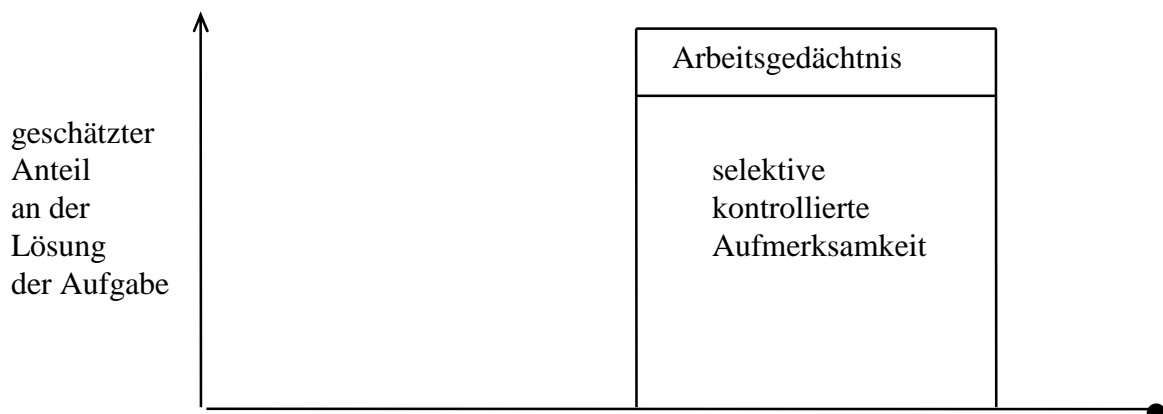 Arbeitsgedächtnis
geschätzter
Anteil
an der
Lösung
der Aufgabe
selektive
kontrollierte
Aufmerksamkeit